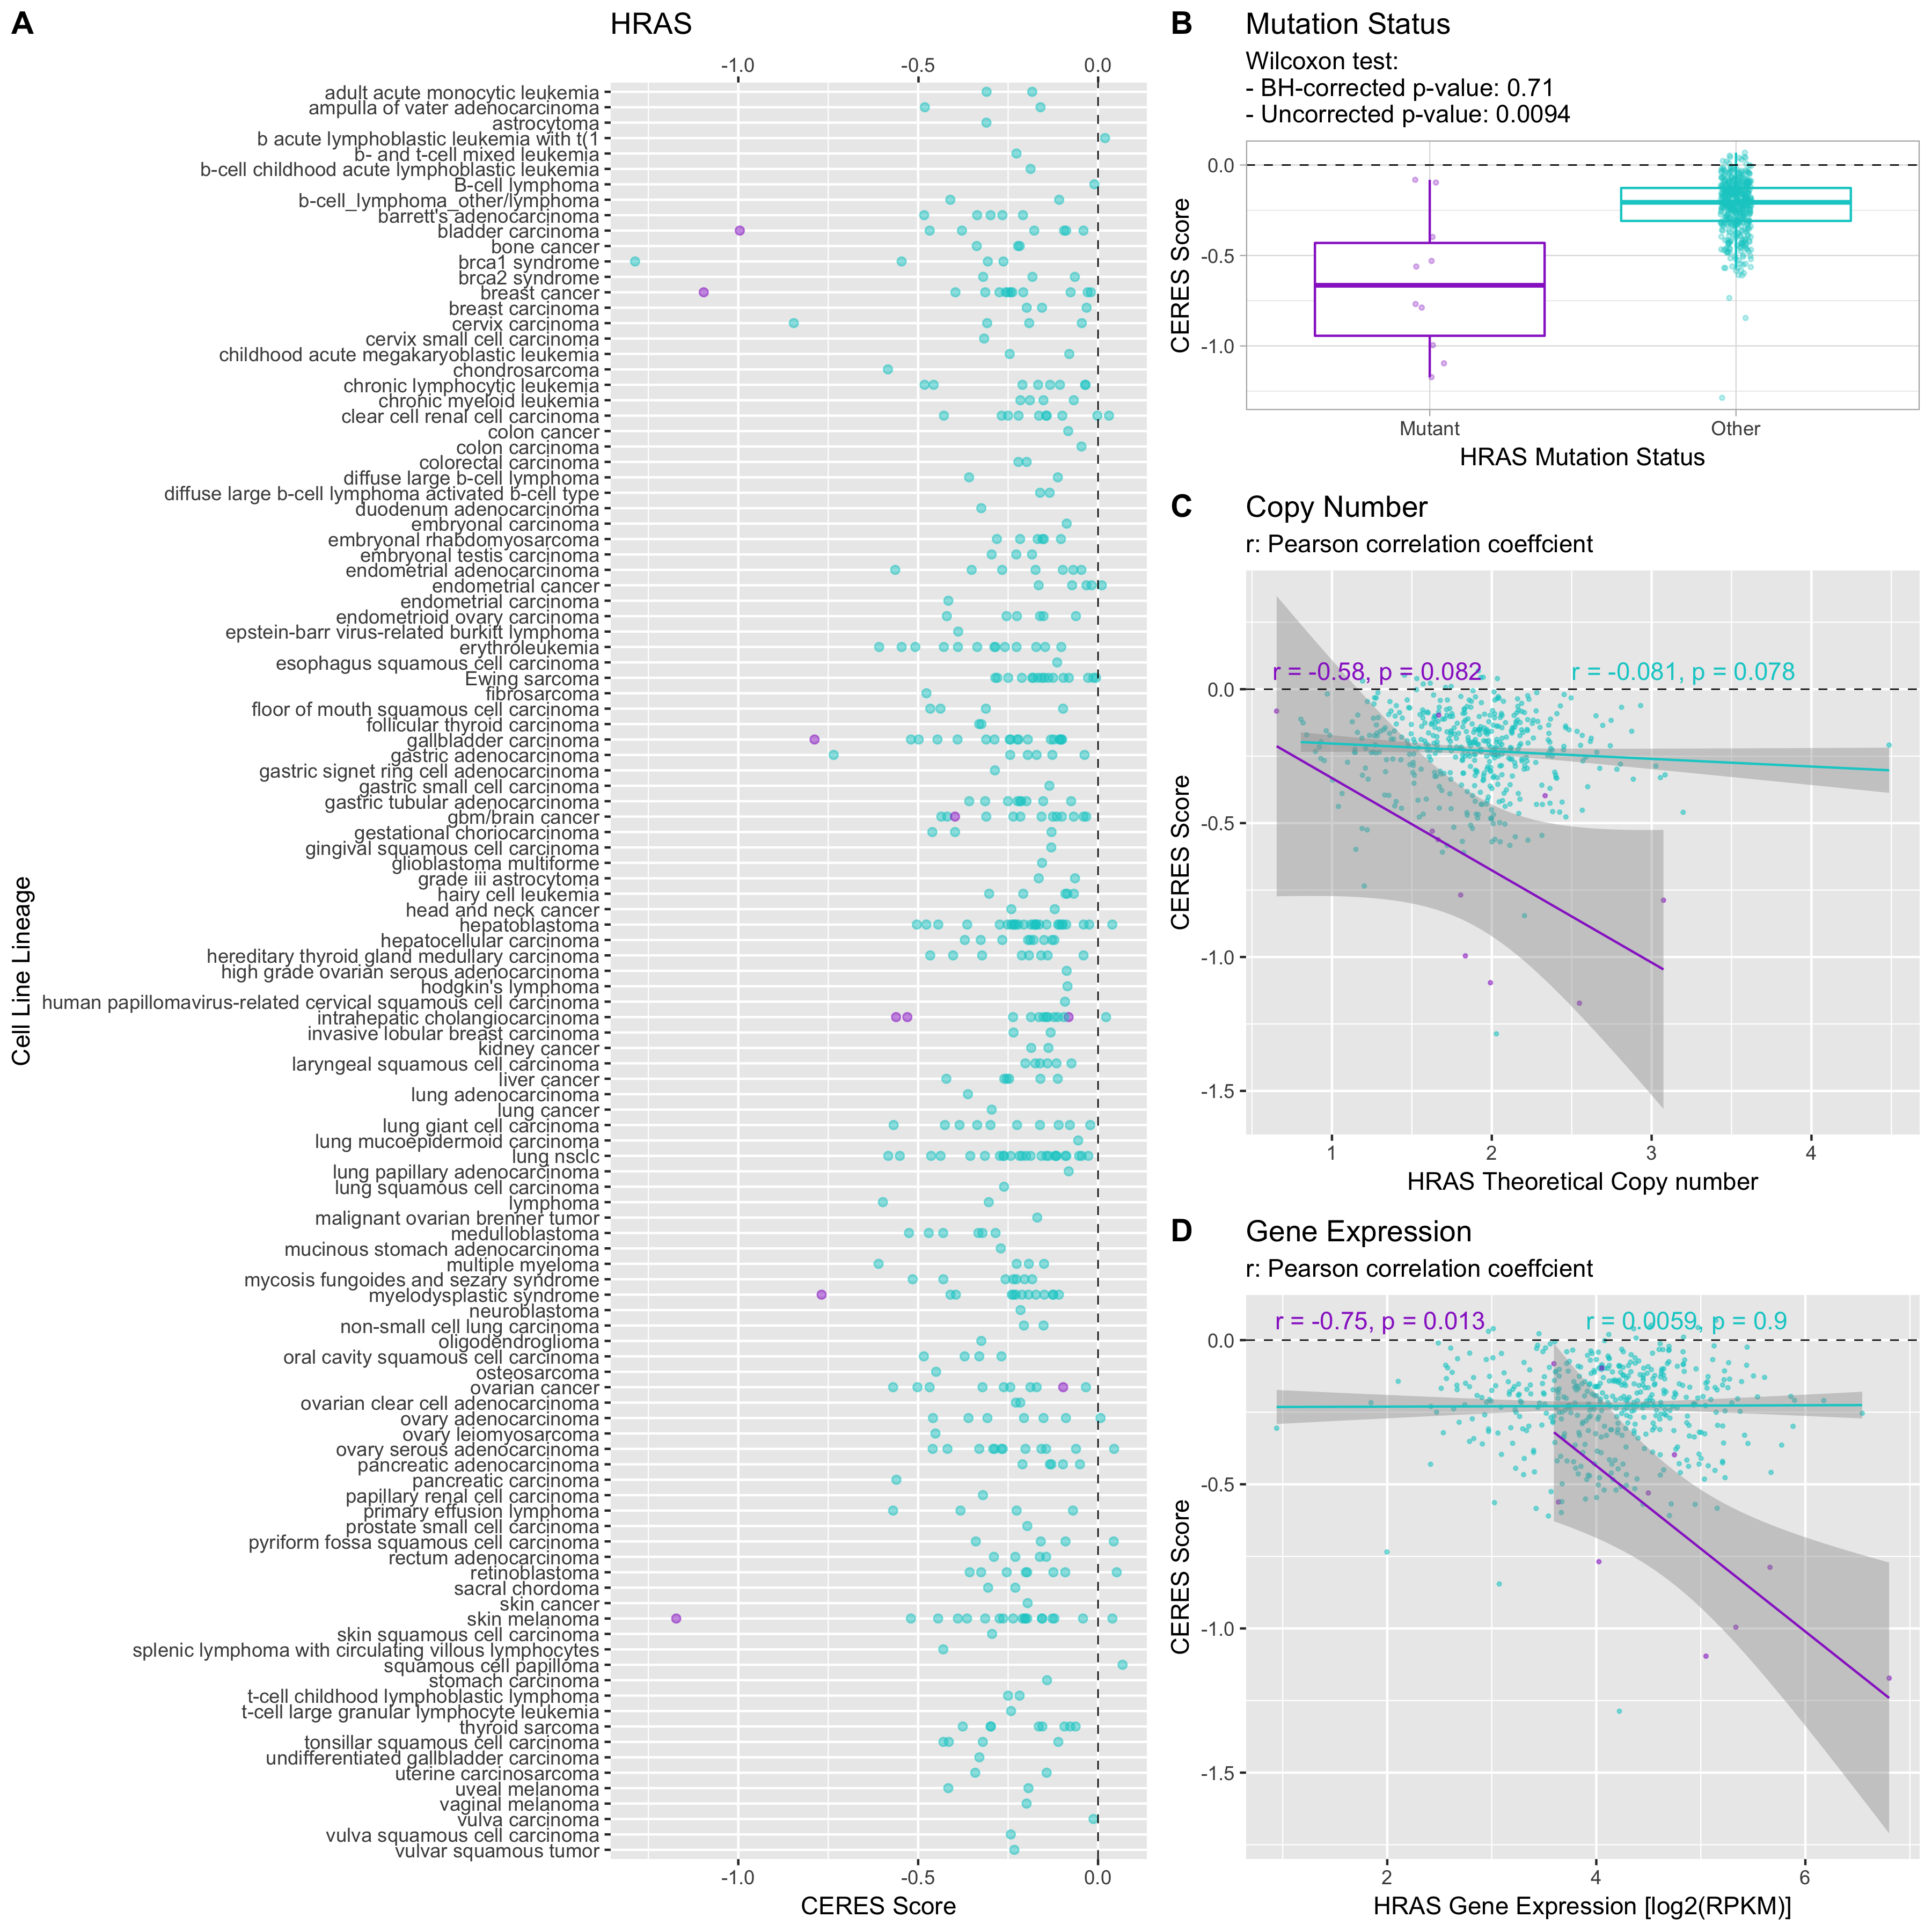 A
HRAS
-1.0 -0.5 0.0
adult acute monocytic leukemia
ampulla of vater adenocarcinoma
astrocytoma
b acute lymphoblastic leukemia with t(1
b- and t-cell mixed leukemia
b-cell childhood acute lymphoblastic leukemia
B-cell lymphoma
b-cell_lymphoma_other/lymphoma
barrett's adenocarcinoma
bladder carcinoma
bone cancer
brca1 syndrome
brca2 syndrome
breast cancer
breast carcinoma
cervix carcinoma
cervix small cell carcinoma
childhood acute megakaryoblastic leukemia
chondrosarcoma
chronic lymphocytic leukemia
chronic myeloid leukemia
clear cell renal cell carcinoma
colon cancer
colon carcinoma
colorectal carcinoma
diffuse large b-cell lymphoma
diffuse large b-cell lymphoma activated b-cell type
duodenum adenocarcinoma
embryonal carcinoma
embryonal rhabdomyosarcoma
embryonal testis carcinoma
endometrial adenocarcinoma
endometrial cancer
endometrial carcinoma
endometrioid ovary carcinoma
epstein-barr virus-related burkitt lymphoma
erythroleukemia
esophagus squamous cell carcinoma
Ewing sarcoma
fibrosarcoma
floor of mouth squamous cell carcinoma
follicular thyroid carcinoma
gallbladder carcinoma
gastric adenocarcinoma
gastric signet ring cell adenocarcinoma
gastric small cell carcinoma
gastric tubular adenocarcinoma
gbm/brain cancer
gestational choriocarcinoma
gingival squamous cell carcinoma
glioblastoma multiforme
grade iii astrocytoma
hairy cell leukemia
head and neck cancer
hepatoblastoma
hepatocellular carcinoma
hereditary thyroid gland medullary carcinoma
high grade ovarian serous adenocarcinoma
hodgkin's lymphoma
human papillomavirus-related cervical squamous cell carcinoma
intrahepatic cholangiocarcinoma
invasive lobular breast carcinoma
kidney cancer
laryngeal squamous cell carcinoma
liver cancer
lung adenocarcinoma
lung cancer
lung giant cell carcinoma
lung mucoepidermoid carcinoma
lung nsclc
lung papillary adenocarcinoma
lung squamous cell carcinoma
lymphoma
malignant ovarian brenner tumor
medulloblastoma
mucinous stomach adenocarcinoma
multiple myeloma
mycosis fungoides and sezary syndrome
myelodysplastic syndrome
neuroblastoma
non-small cell lung carcinoma
oligodendroglioma
oral cavity squamous cell carcinoma
osteosarcoma
ovarian cancer
ovarian clear cell adenocarcinoma
ovary adenocarcinoma
ovary leiomyosarcoma
ovary serous adenocarcinoma
pancreatic adenocarcinoma
pancreatic carcinoma
papillary renal cell carcinoma
primary effusion lymphoma
prostate small cell carcinoma
pyriform fossa squamous cell carcinoma
rectum adenocarcinoma
retinoblastoma
sacral chordoma
skin cancer
skin melanoma
skin squamous cell carcinoma
splenic lymphoma with circulating villous lymphocytes
squamous cell papilloma
stomach carcinoma
t-cell childhood lymphoblastic lymphoma
t-cell large granular lymphocyte leukemia
thyroid sarcoma
tonsillar squamous cell carcinoma
undifferentiated gallbladder carcinoma
uterine carcinosarcoma
uveal melanoma
vaginal melanoma
vulva carcinoma
vulva squamous cell carcinoma
vulvar squamous tumor
Cell Line Lineage
-1.0 -0.5 0.0
CERES Score
B
Mutation Status
Wilcoxon test:
- BH-corrected p-value: 0.71
- Uncorrected p-value: 0.0094
0.0
-0.5
-1.0
CERES Score
Mutant Other
HRAS Mutation Status
C
Copy Number
r: Pearson correlation coeffcient
r = -0.58, p = 0.082
r = -0.081, p = 0.078
0.0
-0.5
-1.0
-1.5
CERES Score
1 2 3 4
HRAS Theoretical Copy number
D
Gene Expression
r: Pearson correlation coeffcient
r = -0.75, p = 0.013
r = 0.0059, p = 0.9
0.0
-0.5
-1.0
-1.5
CERES Score
2 4 6
HRAS Gene Expression [log2(RPKM)]